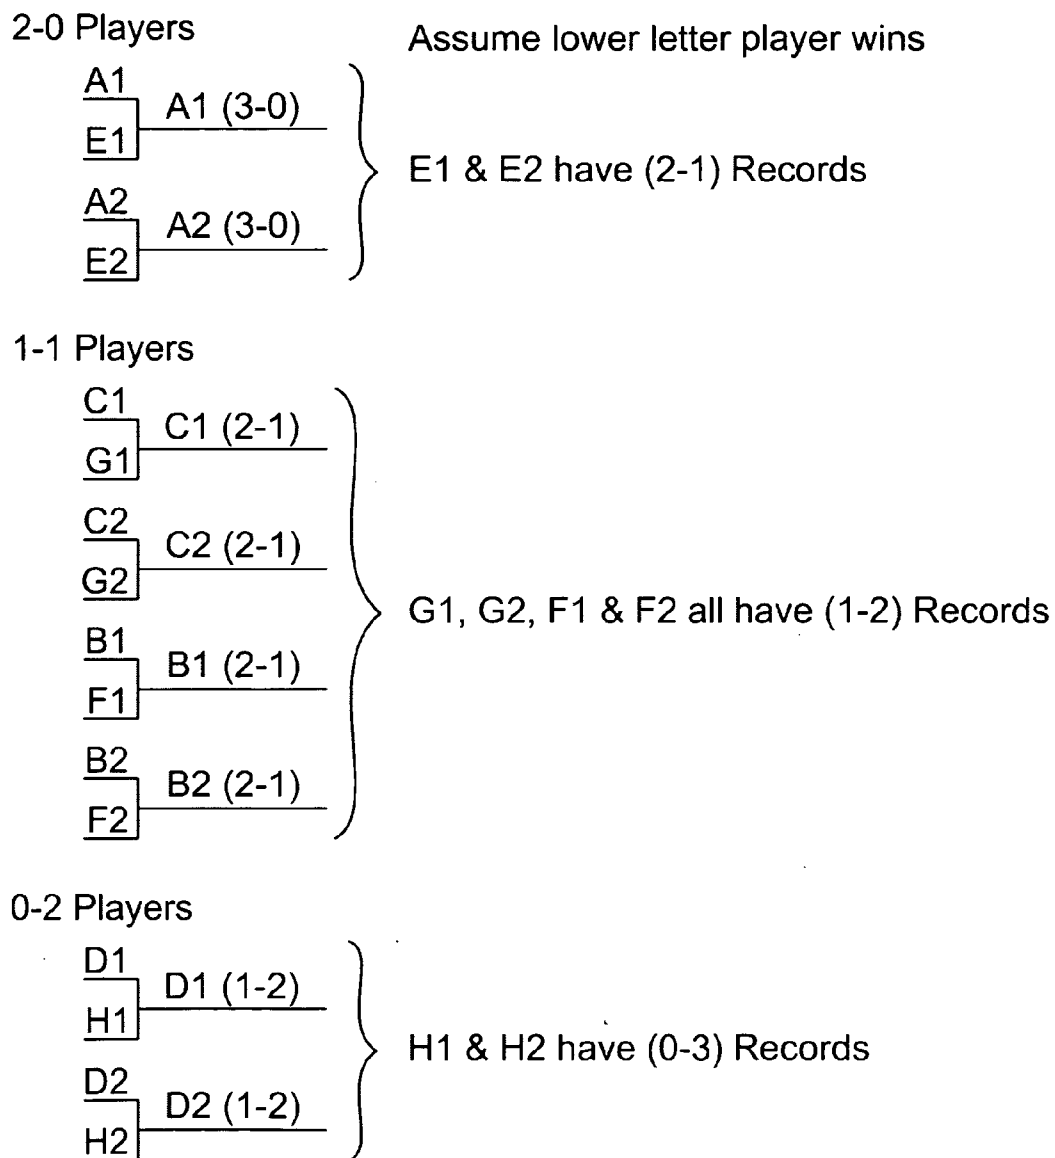 2-0 Players
Assume lower letter player wins
A1
A1 (3-0)
E1
E1 & E2 have (2-1) Records
A2
A2 (3-0)
E2
1-1 Players
C1
C1 (2-1)
G1
C2
C2 (2-1)
G2
G1, G2, F1 & F2 all have (1-2) Records
B1
B1 (2-1)
F1
B2
B2 (2-1)
F2
0-2 Players
D1
D1 (1-2)
H1
H1 & H2 have (0-3) Records
D2
D2 (1-2)
H2